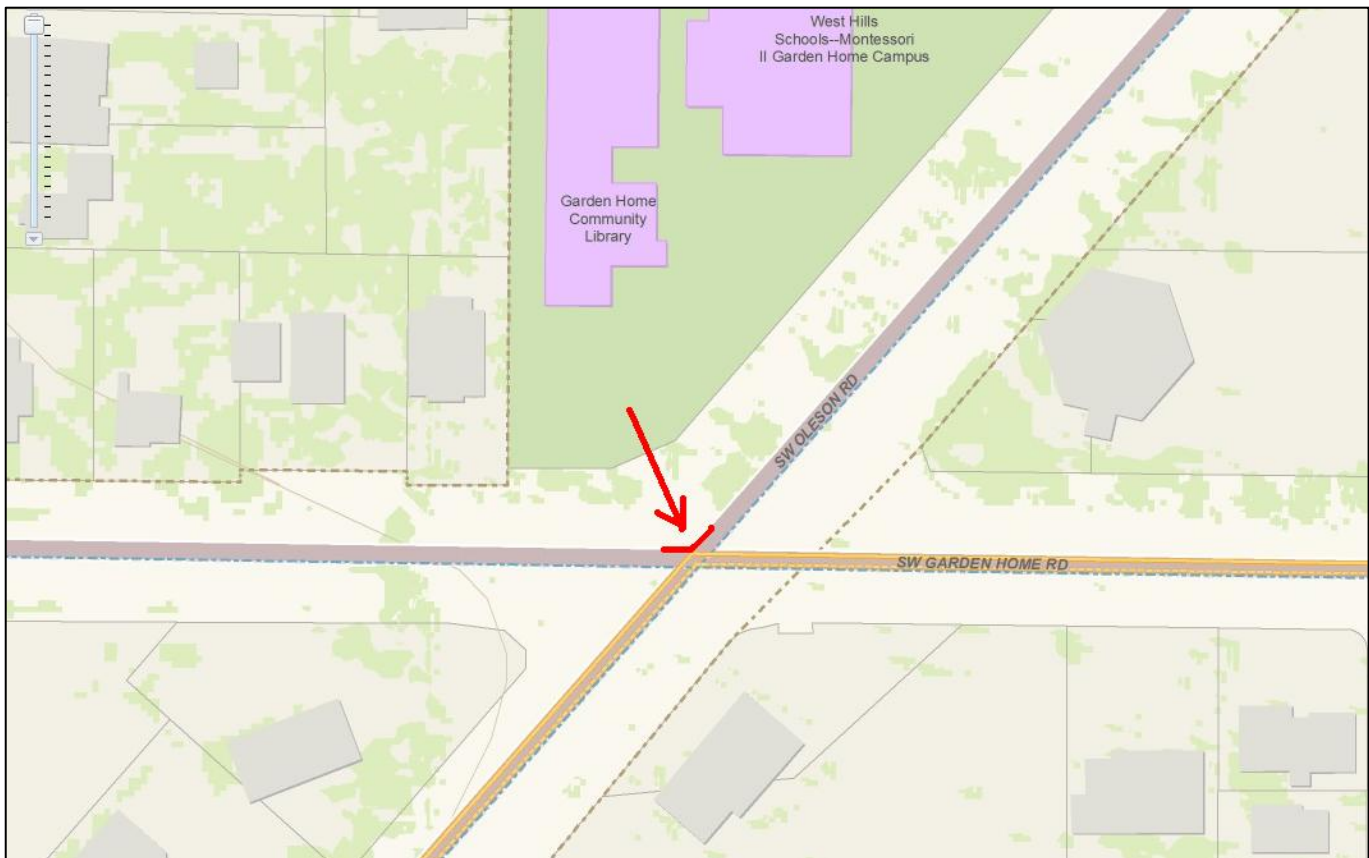 West Hills
Schools--Montessori
II Garden Home Campus
Garden Home
Community
Library
SW OLESON RD
SW GARDEN HOME RD